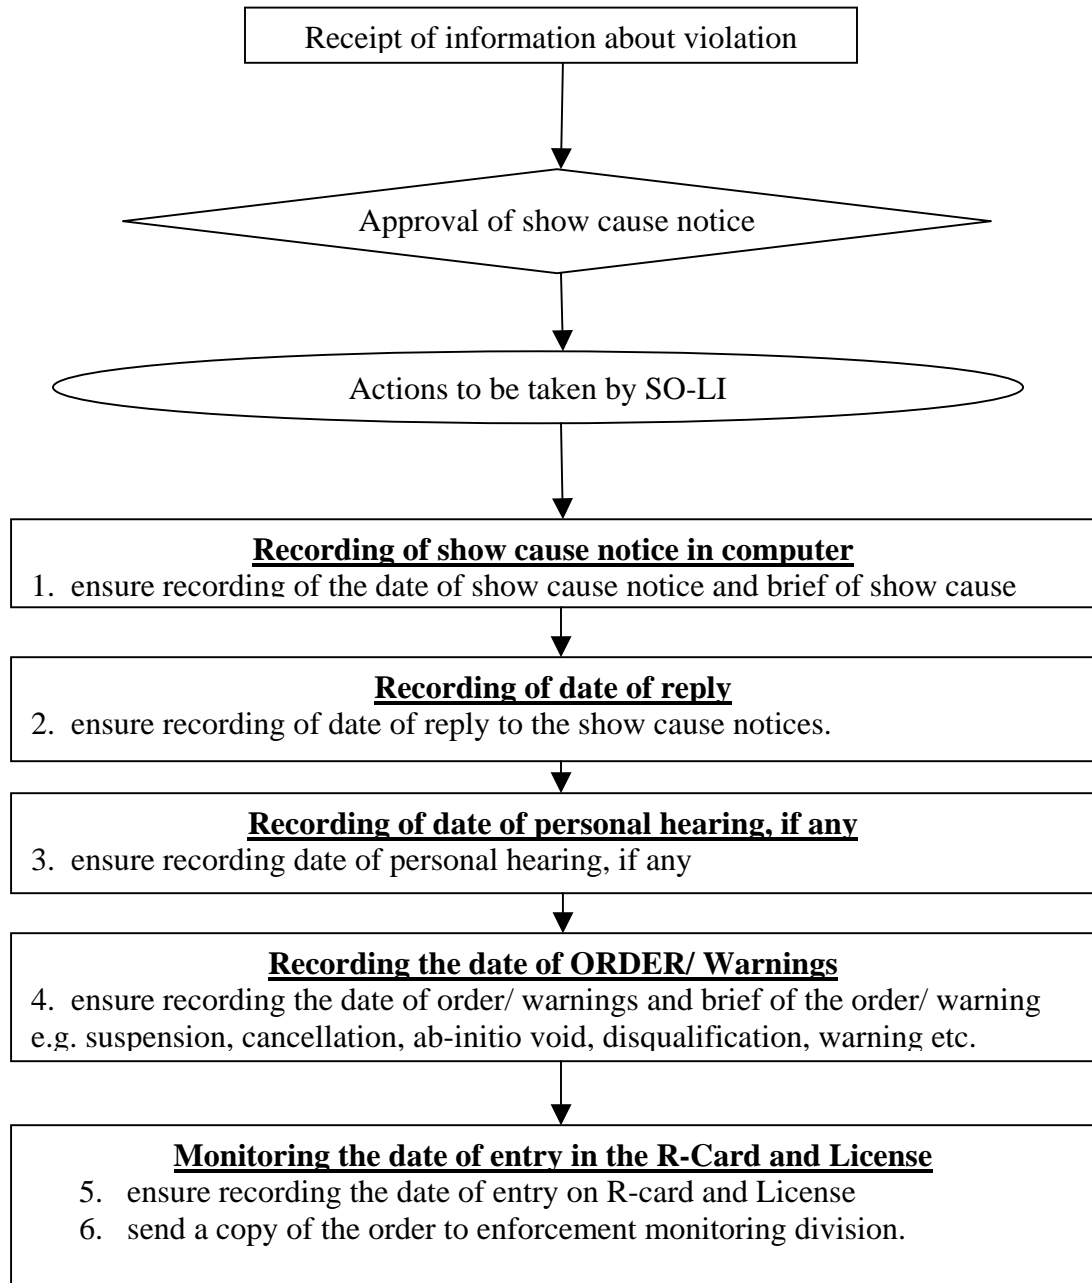 Receipt of information about violation
Approval of show cause notice
Actions to be taken by SO-LI
Recording of show cause notice in computer
1. ensure recording of the date of show cause notice and brief of show cause
Recording of date of reply
2. ensure recording of date of reply to the show cause notices.
Recording of date of personal hearing, if any
3. ensure recording date of personal hearing, if any
Recording the date of ORDER/ Warnings
4. ensure recording the date of order/ warnings and brief of the order/ warning
e.g. suspension, cancellation, ab-initio void, disqualification, warning etc.
Monitoring the date of entry in the R-Card and License
5. ensure recording the date of entry on R-card and License
6. send a copy of the order to enforcement monitoring division.